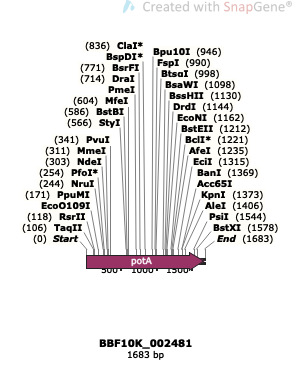 Created with SnapGene®
(836) ClaI*
BspDI*
(771) BsrFI
(714) DraI
PmeI
(604) MfeI
(586) BstBI
(566) StyI
(341) PvuI
(311) MmeI
(303) NdeI
(254) PfoI*
(244) NruI
(171) PpuMI
EcoO109I
(118) RsrII
(106) TaqII
(0) Start
Bpu10I (946)
FspI (990)
BtsαI (998)
BsaWI (1098)
BssHII (1130)
DrdI (1144)
EcoNI (1162)
BstEII (1212)
BclI* (1221)
AfeI (1235)
EciI (1315)
BanI (1369)
Acc65I
KpnI (1373)
AleI (1406)
PsiI (1544)
BstXI (1578)
End (1683)
potA
500 1000 1500
BBF10K_002481
1683 bp